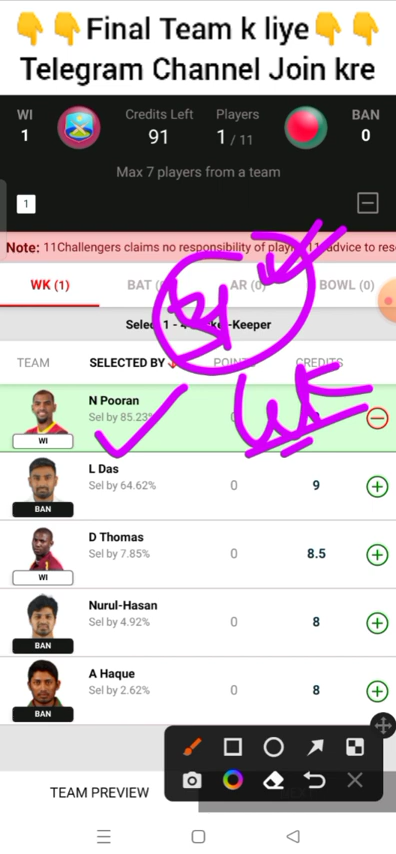 👇👇Final Team k liye👇👇
Telegram Channel Join kre
WI Credits Left Players BAN
1 91 1 / 11 0
Max 7 players from a team
1
Note: 11Challengers claims no responsibility of
WK (1) BAT AR (0) BOWL (0)
Select 1 - 4
TEAM SELECTED BY POINTS CREDITS
N Pooran
Sel by 85.23%
WI
WK
L Das
Sel by 64.62% 0 9
BAN
D Thomas
Sel by 7.85% 0 8.5
WI
Nurul-Hasan
Sel by 4.92% 0 8
BAN
A Haque
Sel by 2.62% 0 8
BAN
TEAM PREVIEW